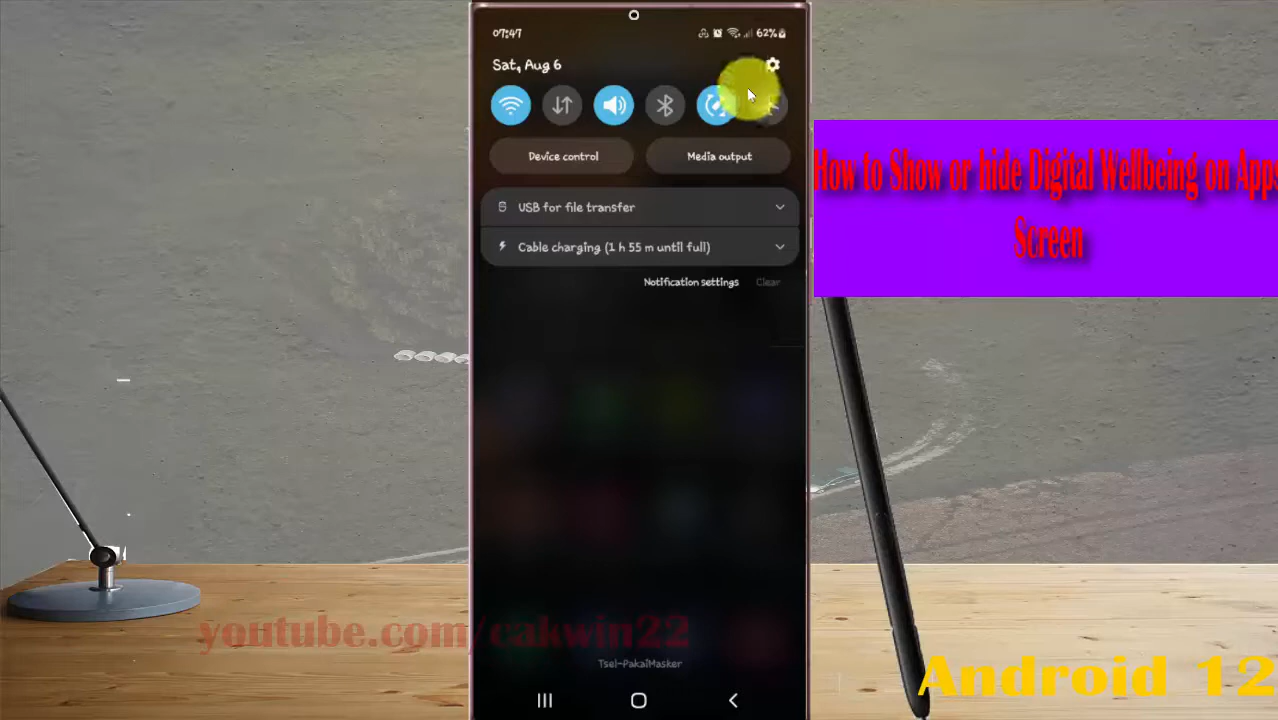 07:47
62%
Sat, Aug 6
Device control
Media output
USB for file transfer
Cable charging (1 h 55 m until full)
Notification settings
Clear
How to Show or hide Digital Wellbeing on Apps
Screen
youtube.com/cakwin22
Tsel-PakaiMasker
Android 12